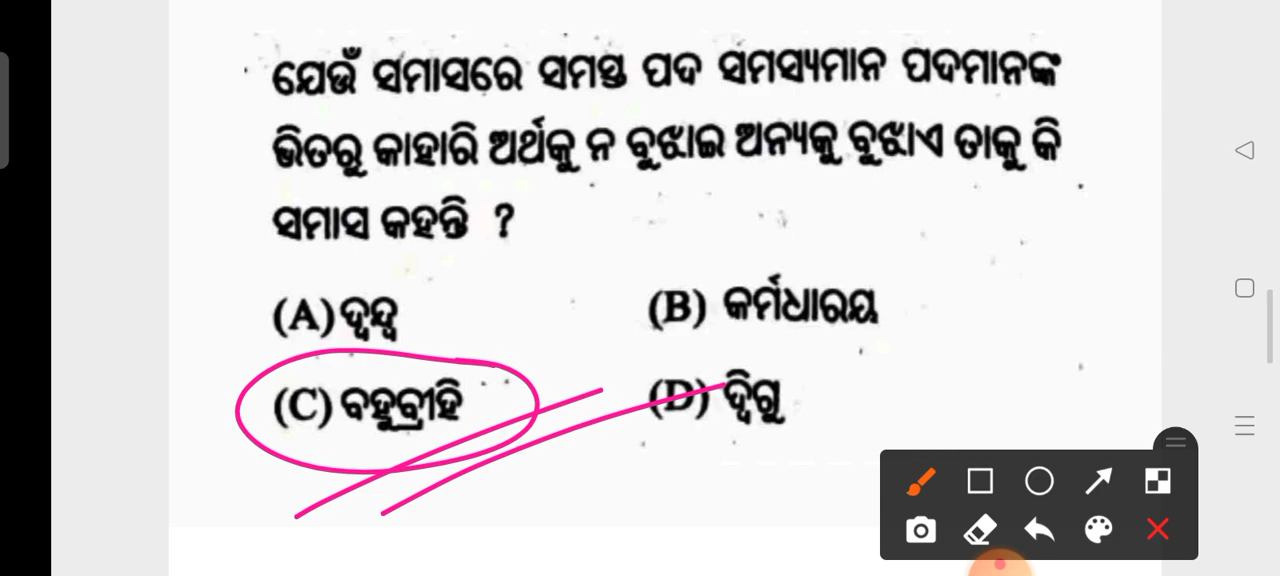 ଯେଉଁ ସମାସରେ ସମସ୍ତ ପଦ ସମସ୍ୟମାନ ପଦମାନଙ୍କ
ଭିତରୁ କାହାରି ଅର୍ଥକୁ ନ ବୁଝାଇ ଅନ୍ୟକୁ ବୁଝାଏ ତାକୁ କି
ସମାସ କହନ୍ତି ?
(A) ଦ୍ୱନ୍ଦ୍ୱ (B) କର୍ମଧାରୟ
(C) ବହୁବ୍ରୀହି (D) ଦ୍ୱିଗୁ